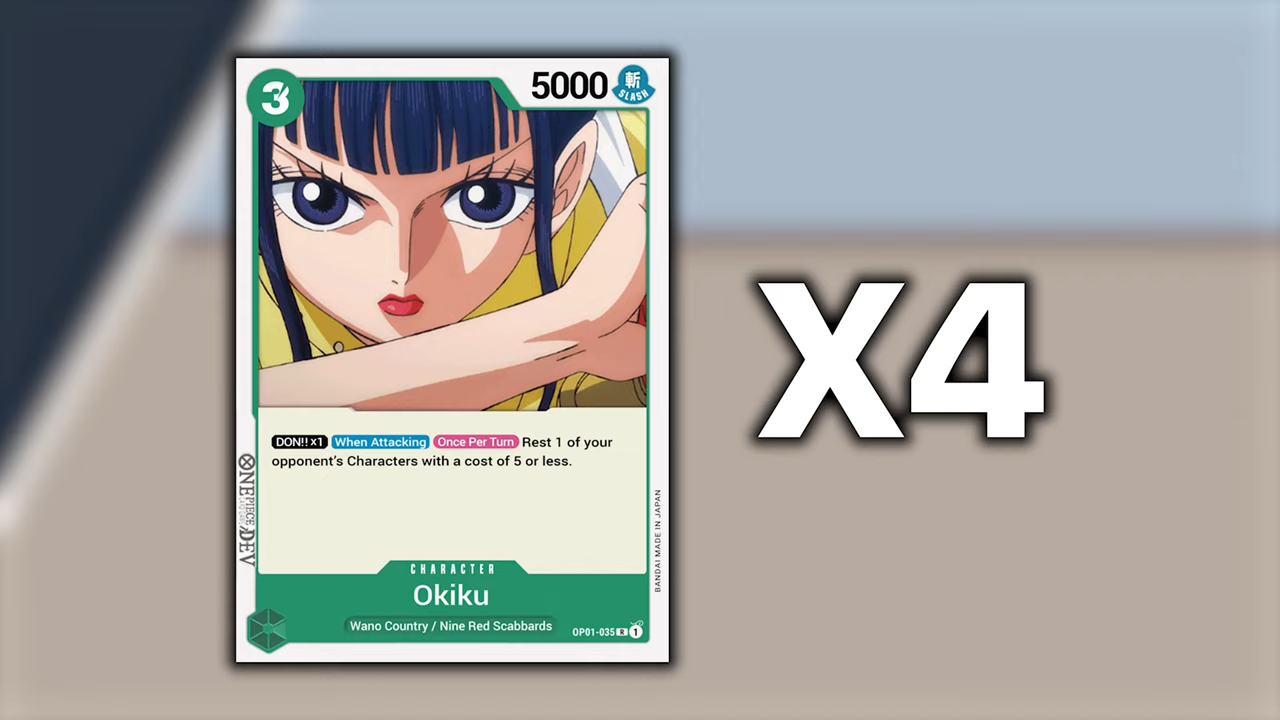 3
5000
斬
SLASH
X4
DON!! x1 When Attacking Once Per Turn Rest 1 of your
opponent's Characters with a cost of 5 or less.
ONE PIECE
DEV
BANDAI MADE IN JAPAN
CHARACTER
Okiku
Wano Country / Nine Red Scabbards
OP01-035 R 1